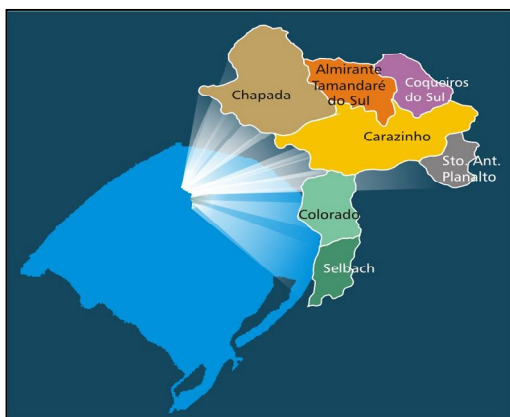 Chapada
Almirante
Tamandaré
do Sul
Coqueiros
do Sul
Carazinho
Sto. Ant.
Planalto
Colorado
Selbach